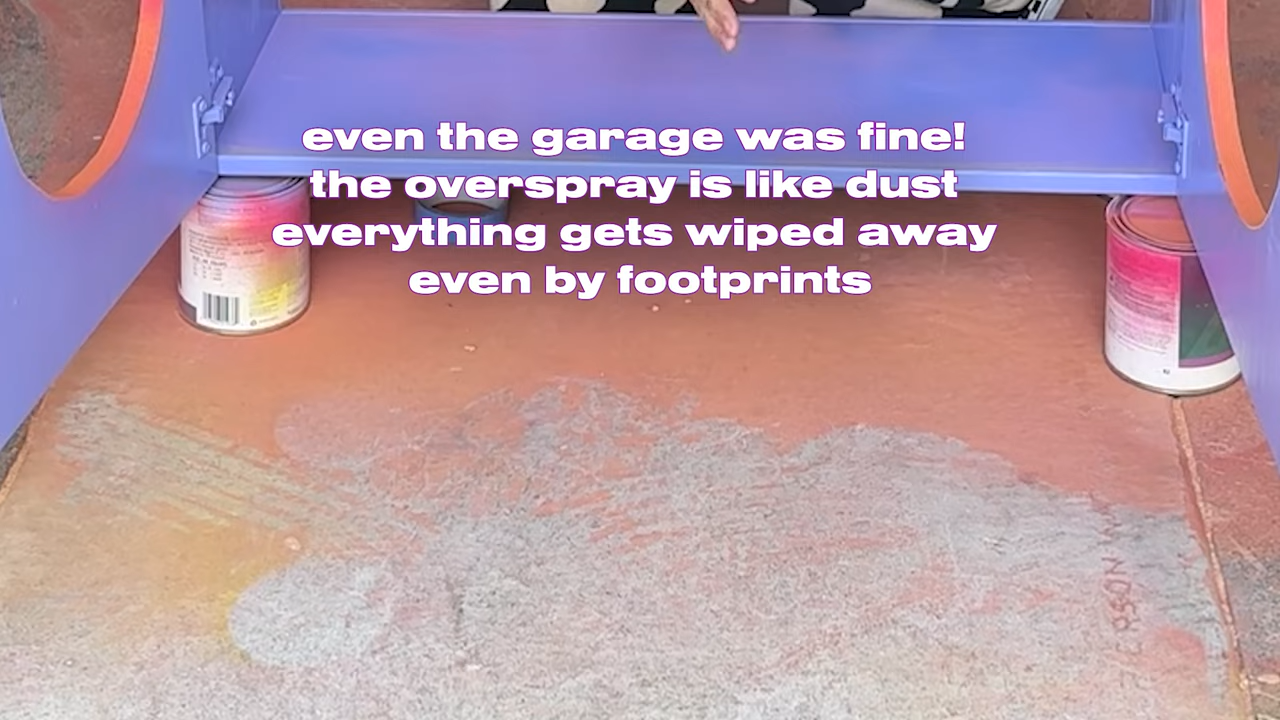 even the garage was fine!
the overspray is like dust
everything gets wiped away
even by footprints